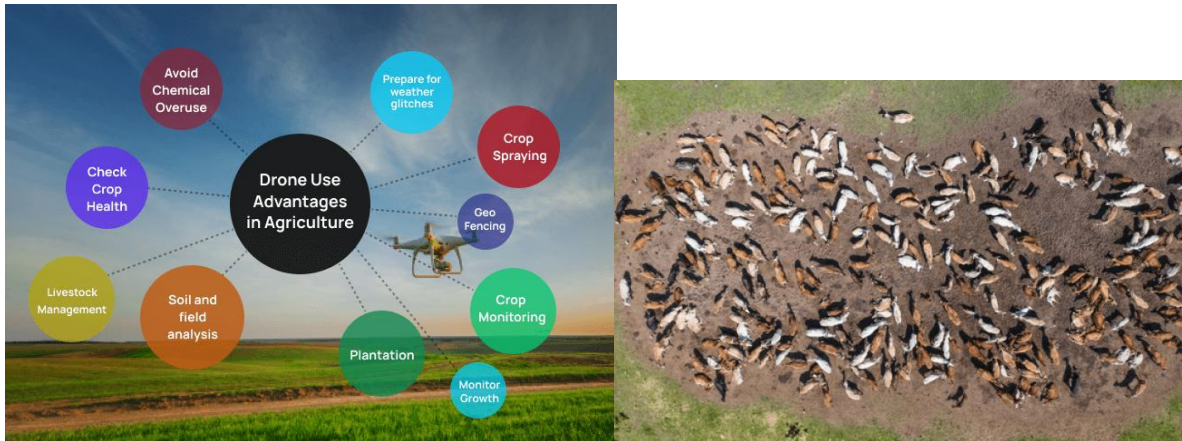 Avoid
Chemical
Overuse
Prepare for
weather
glitches
Crop
Spraying
Check
Crop
Health
Drone Use
Advantages
in Agriculture
Geo
Fencing
Livestock
Management
Soil and
field
analysis
Crop
Monitoring
Plantation
Monitor
Growth